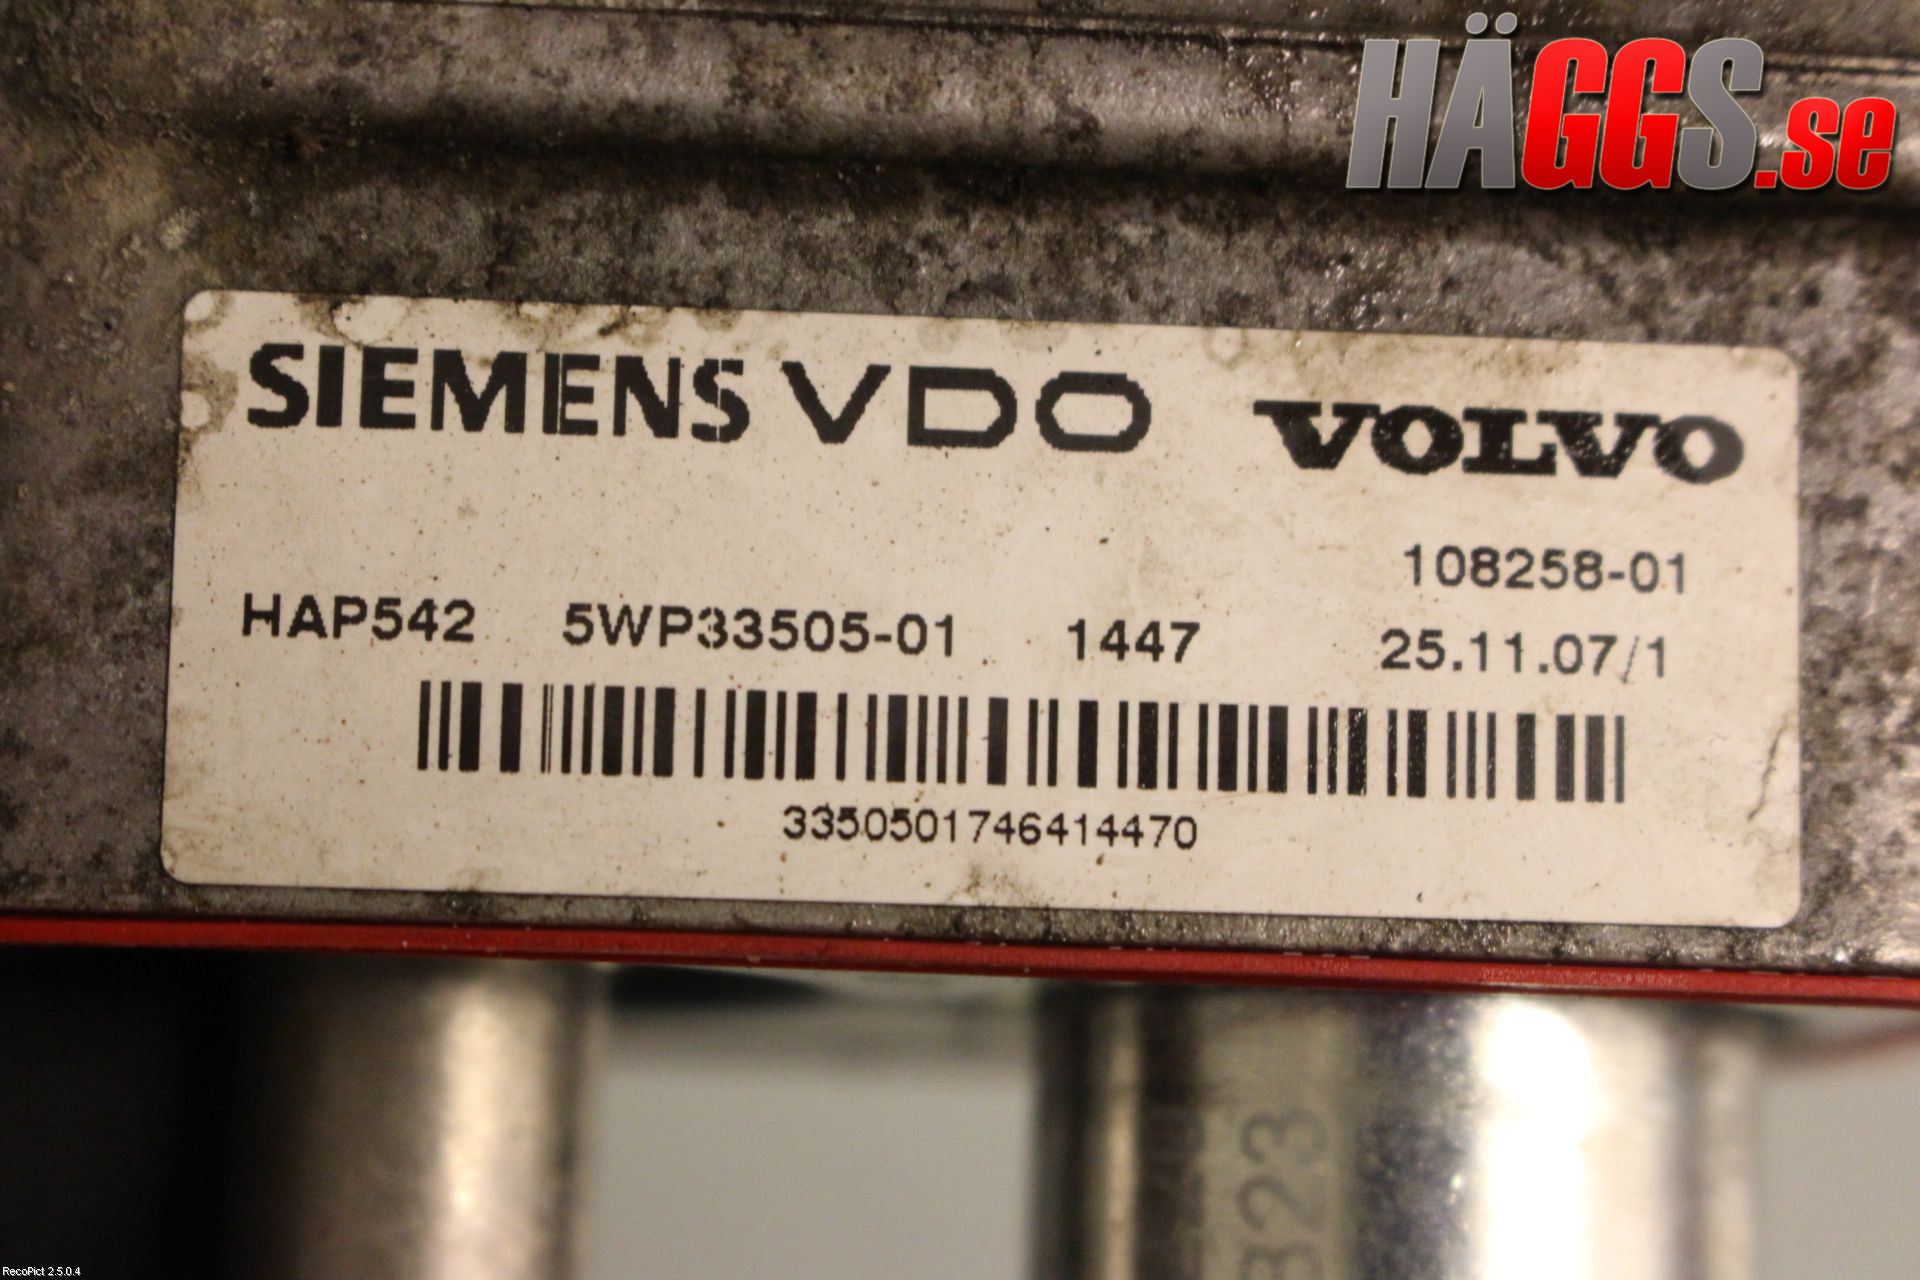 HÄGGS.se
SIEMENS VDO VOLVO
108258-01
HAP542 5WP33505-01 1447 25.11.07/1
3350501746414470
323
RecoPict 2.5.0.4